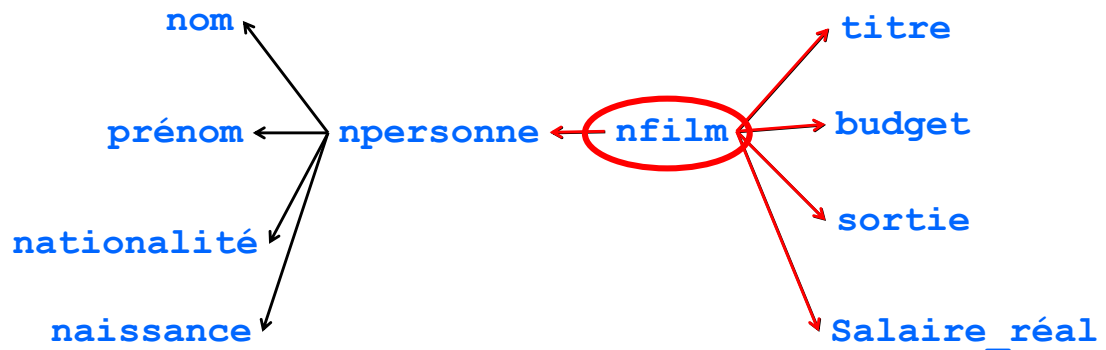 nom
titre
prénom
npersonne
nfilm
budget
nationalité
sortie
naissance
Salaire_réal